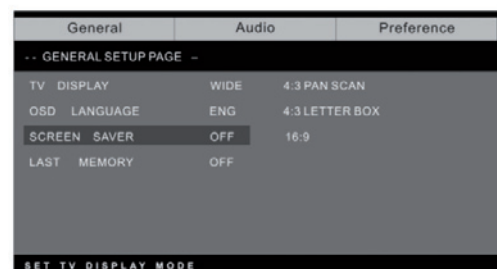 General Audio Preference
-- GENERAL SETUP PAGE –
TV DISPLAY WIDE 4:3 PAN SCAN
OSD LANGUAGE ENG 4:3 LETTER BOX
SCREEN SAVER OFF 16:9
LAST MEMORY OFF
SET TV DISPLAY MODE